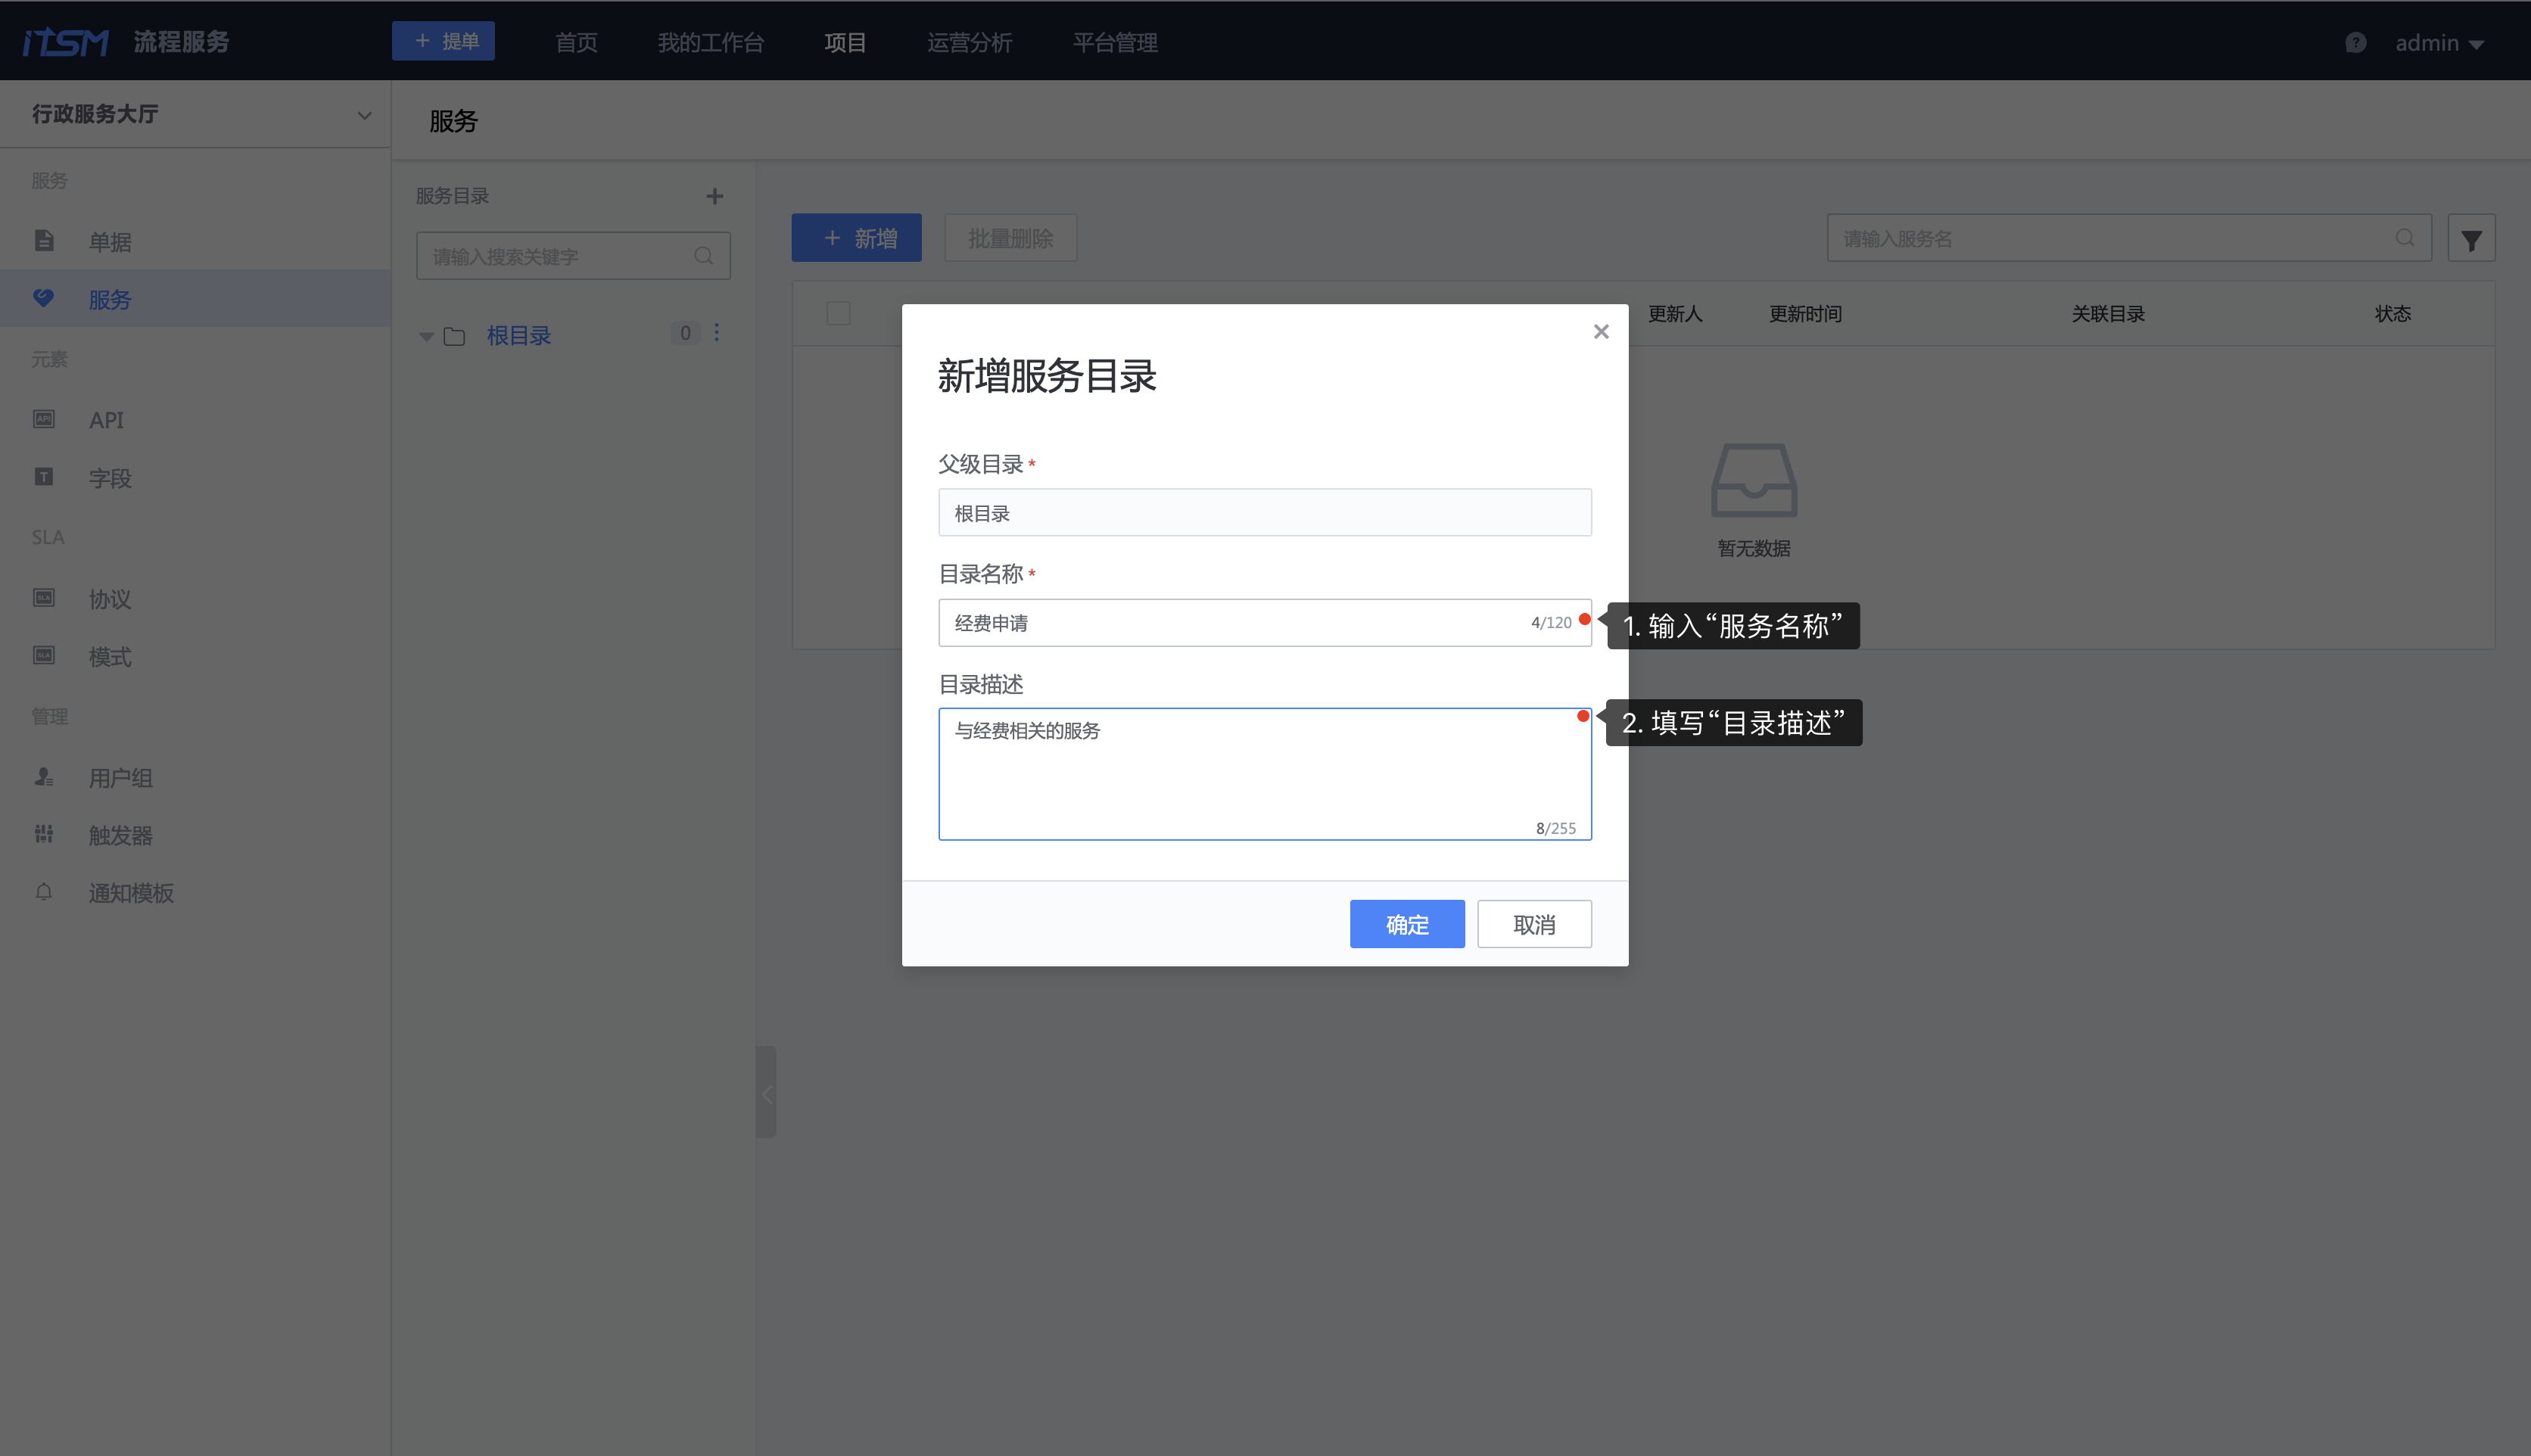 iTSM 流程服务
+ 提单
首页
我的工作台
项目
运营分析
平台管理
admin
行政服务大厅
服务
单据
服务
元素
API
字段
SLA
协议
模式
管理
用户组
触发器
通知模板
服务
服务目录
请输入搜索关键字
根目录 0
+ 新增
批量删除
请输入服务名
更新人 更新时间 关联目录 状态
暂无数据
新增服务目录
父级目录 *
根目录
目录名称 *
经费申请 4/120
1. 输入“服务名称”
目录描述
与经费相关的服务
8/255
2. 填写“目录描述”
确定 取消